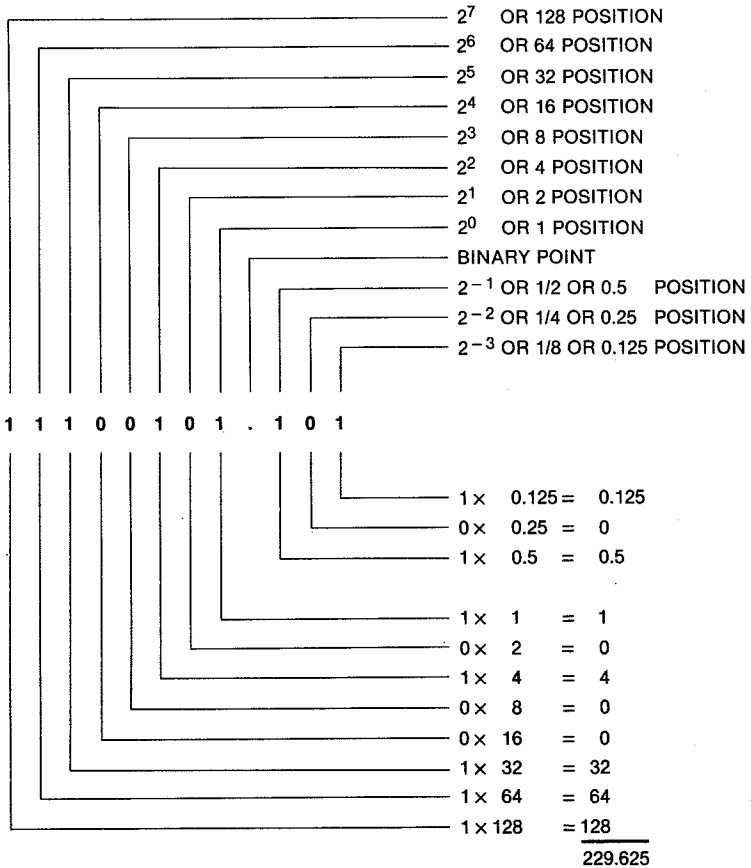 2⁷ OR 128 POSITION
2⁶ OR 64 POSITION
2⁵ OR 32 POSITION
2⁴ OR 16 POSITION
2³ OR 8 POSITION
2² OR 4 POSITION
2¹ OR 2 POSITION
2⁰ OR 1 POSITION
BINARY POINT
2⁻¹ OR 1/2 OR 0.5 POSITION
2⁻² OR 1/4 OR 0.25 POSITION
2⁻³ OR 1/8 OR 0.125 POSITION
1 1 1 0 0 1 0 1 . 1 0 1
1 × 0.125 = 0.125
0 × 0.25 = 0
1 × 0.5 = 0.5
1 × 1 = 1
0 × 2 = 0
1 × 4 = 4
0 × 8 = 0
0 × 16 = 0
1 × 32 = 32
1 × 64 = 64
1 × 128 = 128
229.625